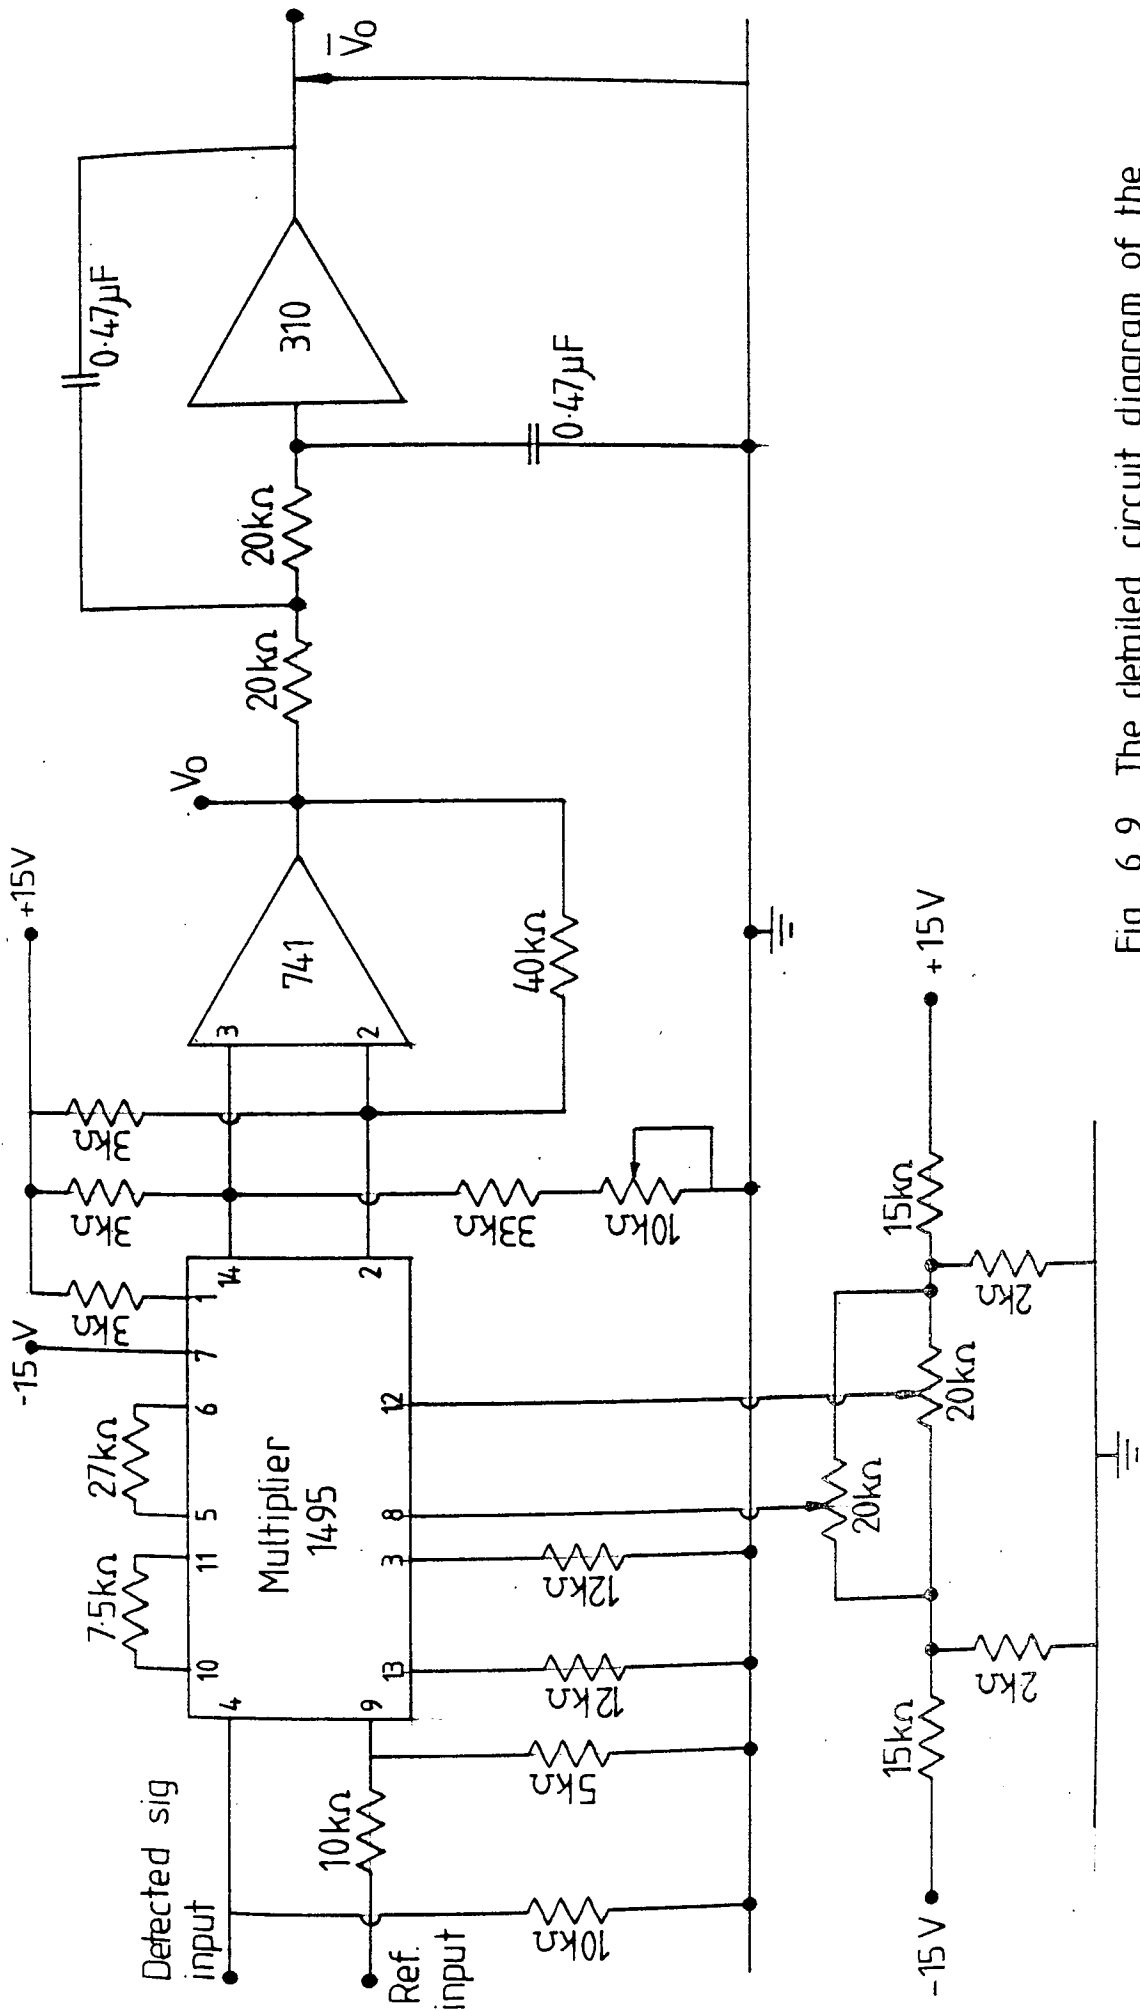 -15 V
+15V
3kΩ
3kΩ
3kΩ
27kΩ
7·5kΩ
10
11
5
6
7
1
14
4
9
13
3
8
12
2
Multiplier
1495
Detected sig
input
Ref.
input
10kΩ
10kΩ
5kΩ
12kΩ
12kΩ
33kΩ
10kΩ
3
2
741
40kΩ
Vo
20kΩ
20kΩ
0·47µF
0·47µF
310
V̄o
-15 V
15kΩ
2kΩ
20kΩ
20kΩ
2kΩ
15kΩ
+15V
Fig 6 9 The detailed circuit diagram of the